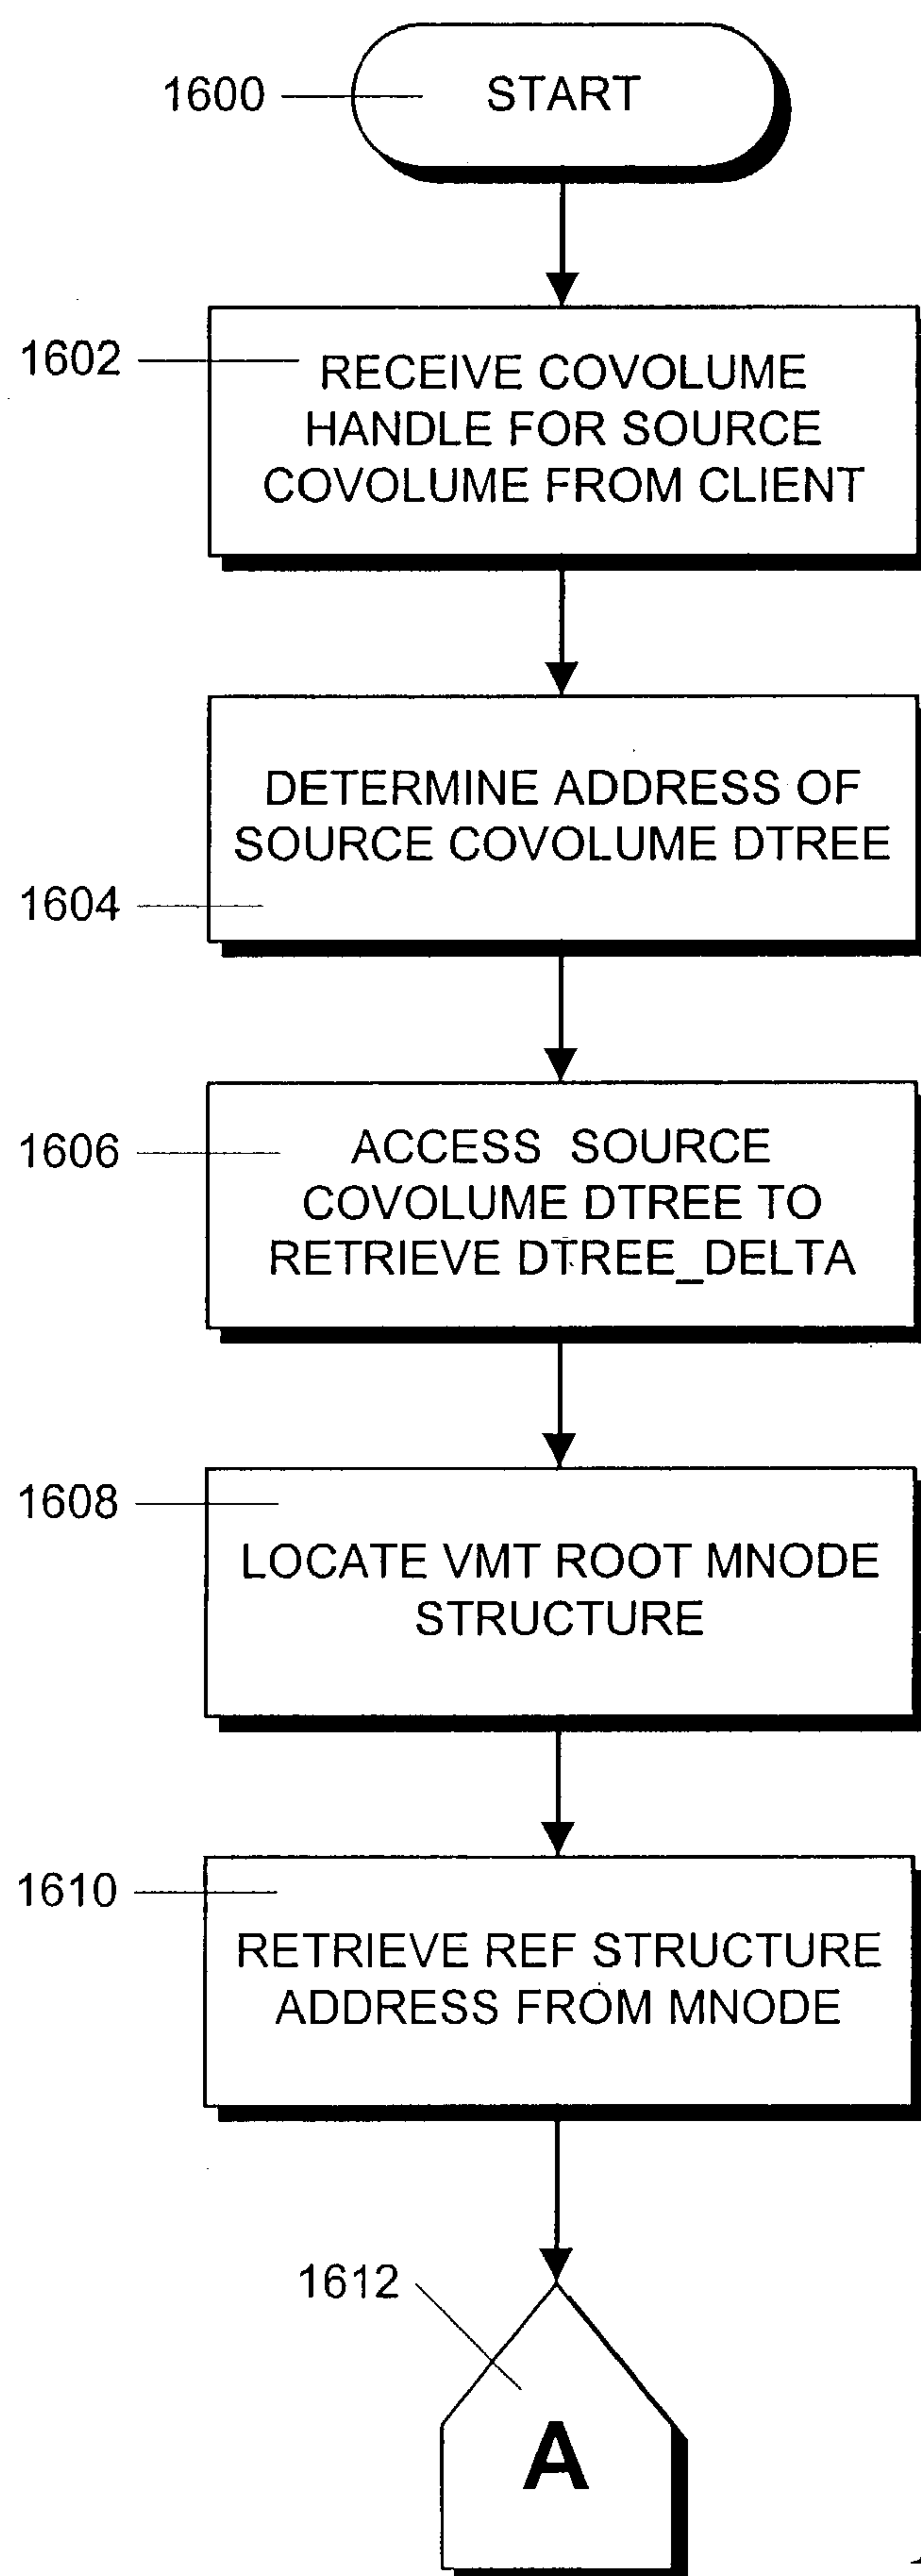 1600
START
1602
RECEIVE COVOLUME
HANDLE FOR SOURCE
COVOLUME FROM CLIENT
DETERMINE ADDRESS OF
SOURCE COVOLUME DTREE
1604
1606
ACCESS SOURCE
COVOLUME DTREE TO
RETRIEVE DTREE_DELTA
1608
LOCATE VMT ROOT MNODE
STRUCTURE
1610
RETRIEVE REF STRUCTURE
ADDRESS FROM MNODE
1612
A